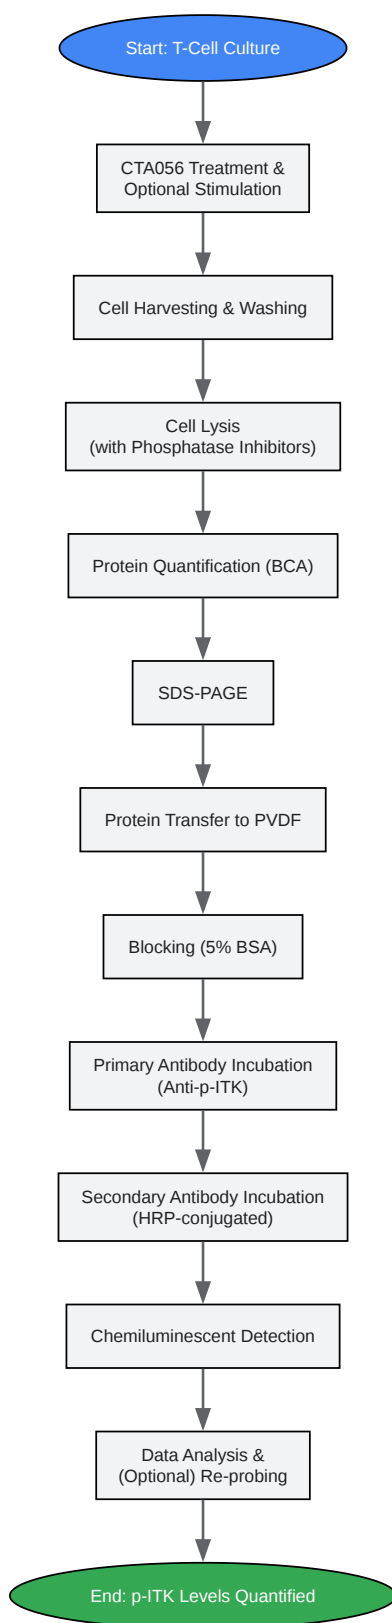 Start: T-Cell Culture
CTA056 Treatment &
Optional Stimulation
Cell Harvesting & Washing
Cell Lysis
(with Phosphatase Inhibitors)
Protein Quantification (BCA)
SDS-PAGE
Protein Transfer to PVDF
Blocking (5% BSA)
Primary Antibody Incubation
(Anti-p-ITK)
Secondary Antibody Incubation
(HRP-conjugated)
Chemiluminescent Detection
Data Analysis &
(Optional) Re-probing
End: p-ITK Levels Quantified